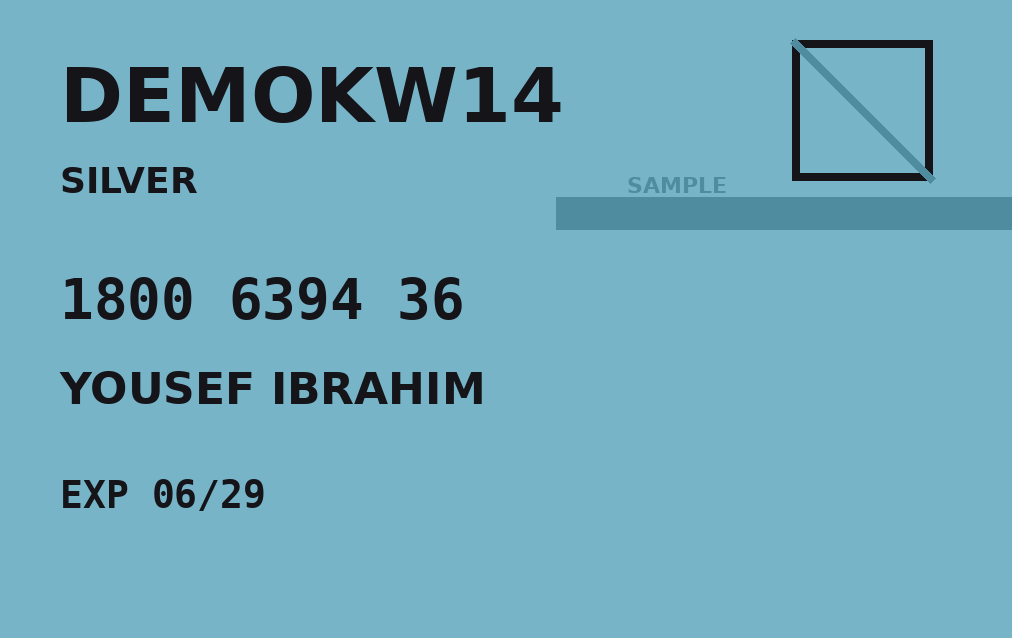 DEMOKW14
SILVER
SAMPLE
1800 6394 36
YOUSEF IBRAHIM
EXP 06/29